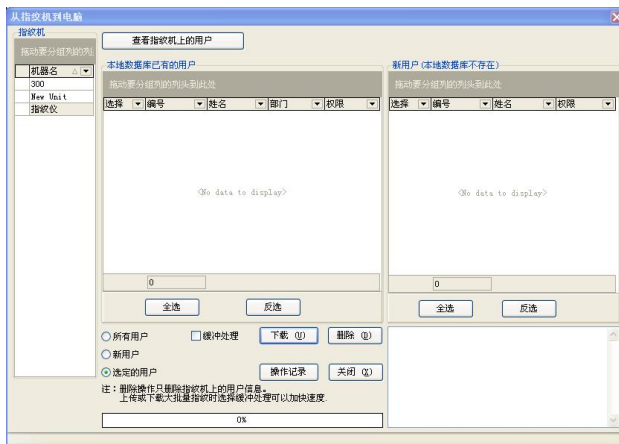 从指纹机到电脑
指纹机
拖动要分组列的列
机器名
300
New Unit
指纹仪
查看指纹机上的用户
本地数据库已有的用户
拖动要分组列的列头到此处
选择 编号 姓名 部门 权限
<No data to display>
0
全选 反选
新用户(本地数据库不存在)
拖动要分组列的列头到此处
选择 编号 姓名 权限
<No data to display>
0
全选 反选
所有用户 缓冲处理 下载 (U) 删除 (D)
新用户
选定的用户 操作记录 关闭 (X)
注:删除操作只删除指纹机上的用户信息。
上传或下载大批量指纹时选择缓冲处理可以加快速度.
0%